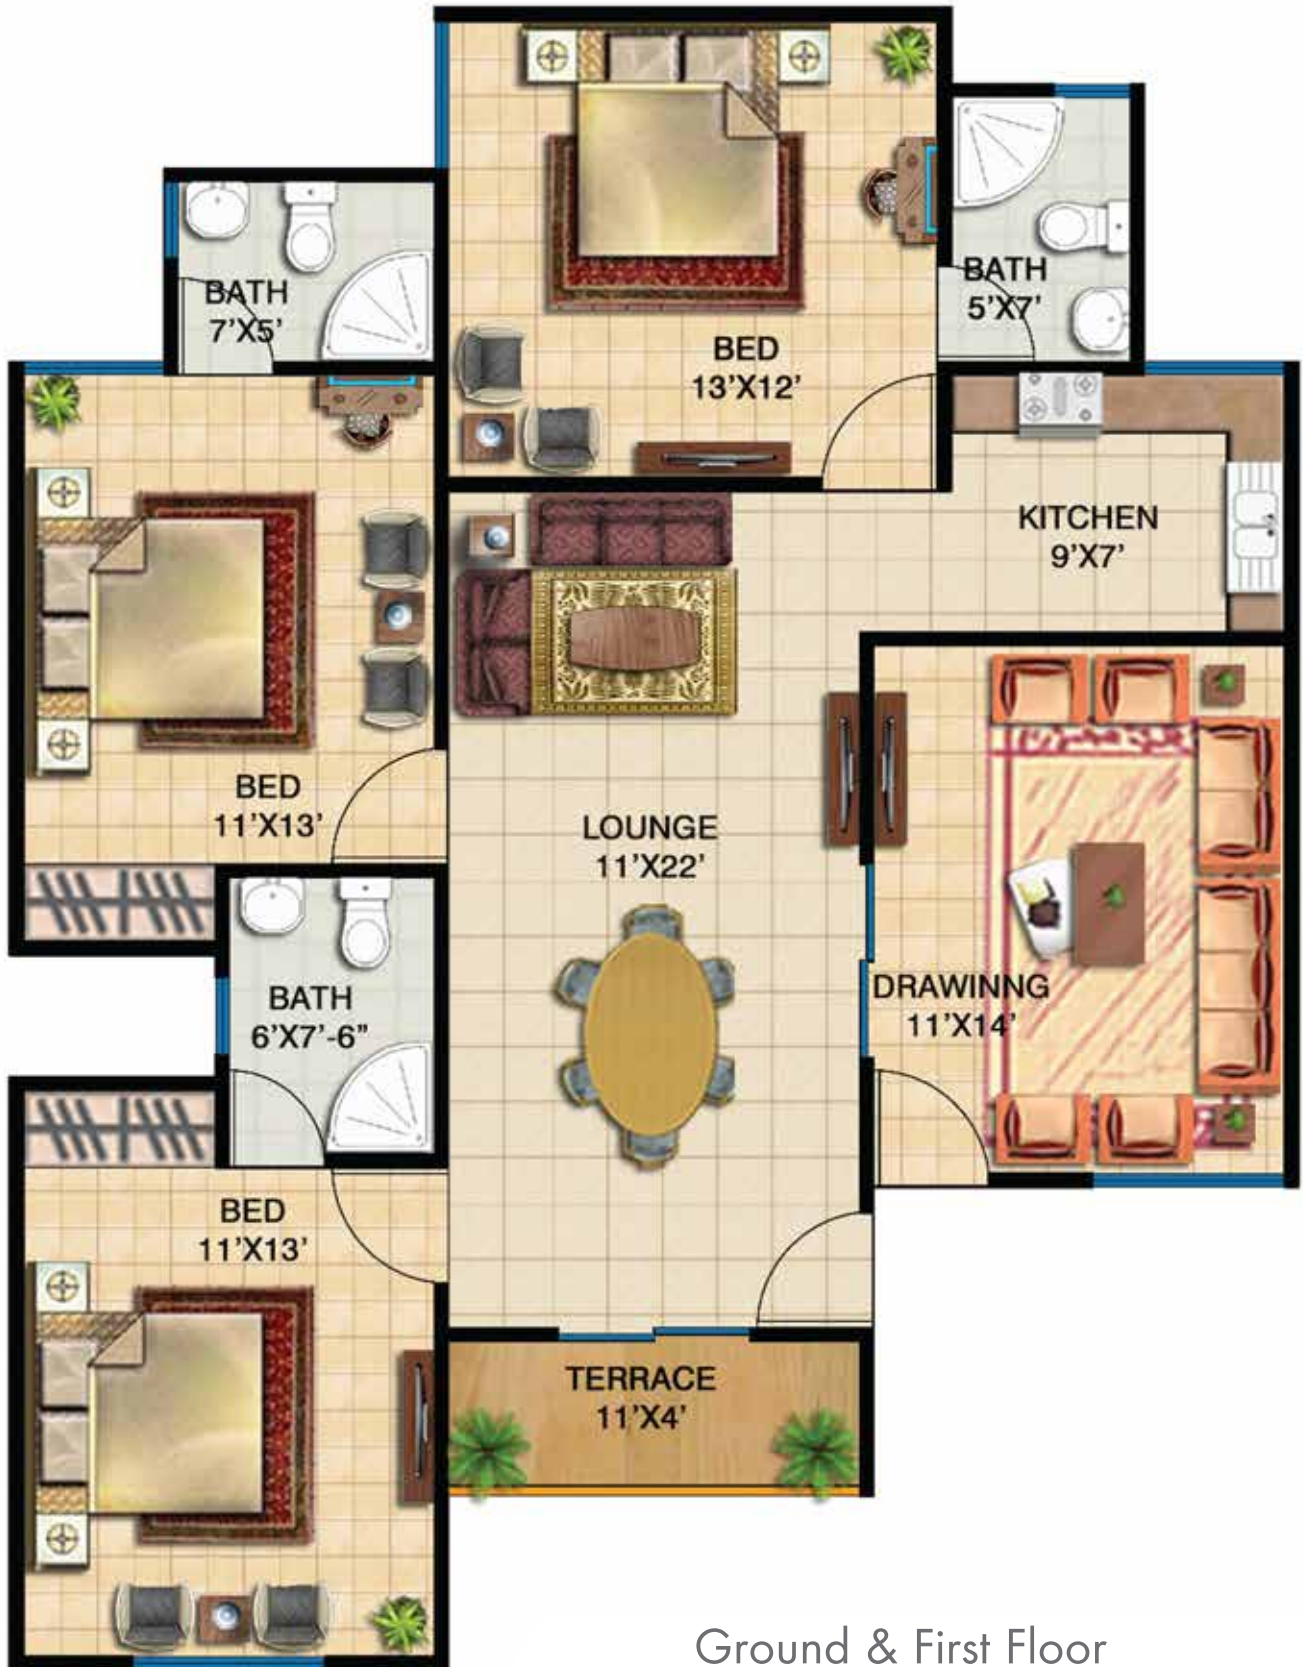 BATH
7'X5'
BATH
5'X7'
BED
13'X12'
KITCHEN
9'X7'
BED
11'X13'
LOUNGE
11'X22'
BATH
6'X7'-6"
DRAWINNG
11'X14'
BED
11'X13'
TERRACE
11'X4'
Ground & First Floor